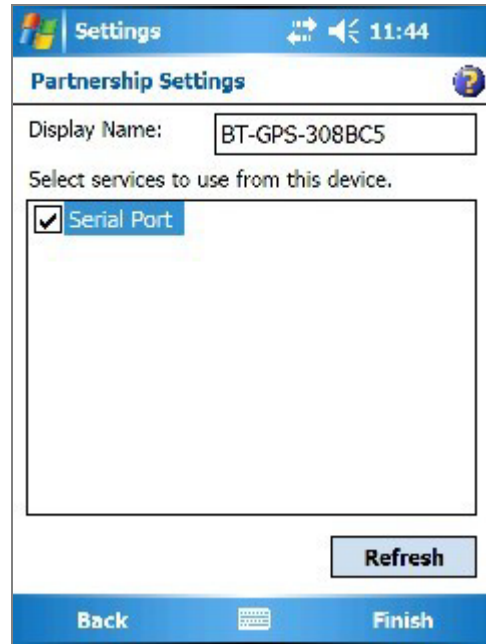 Settings 11:44
Partnership Settings
Display Name: BT-GPS-308BC5
Select services to use from this device.
Serial Port
Refresh
Back Finish